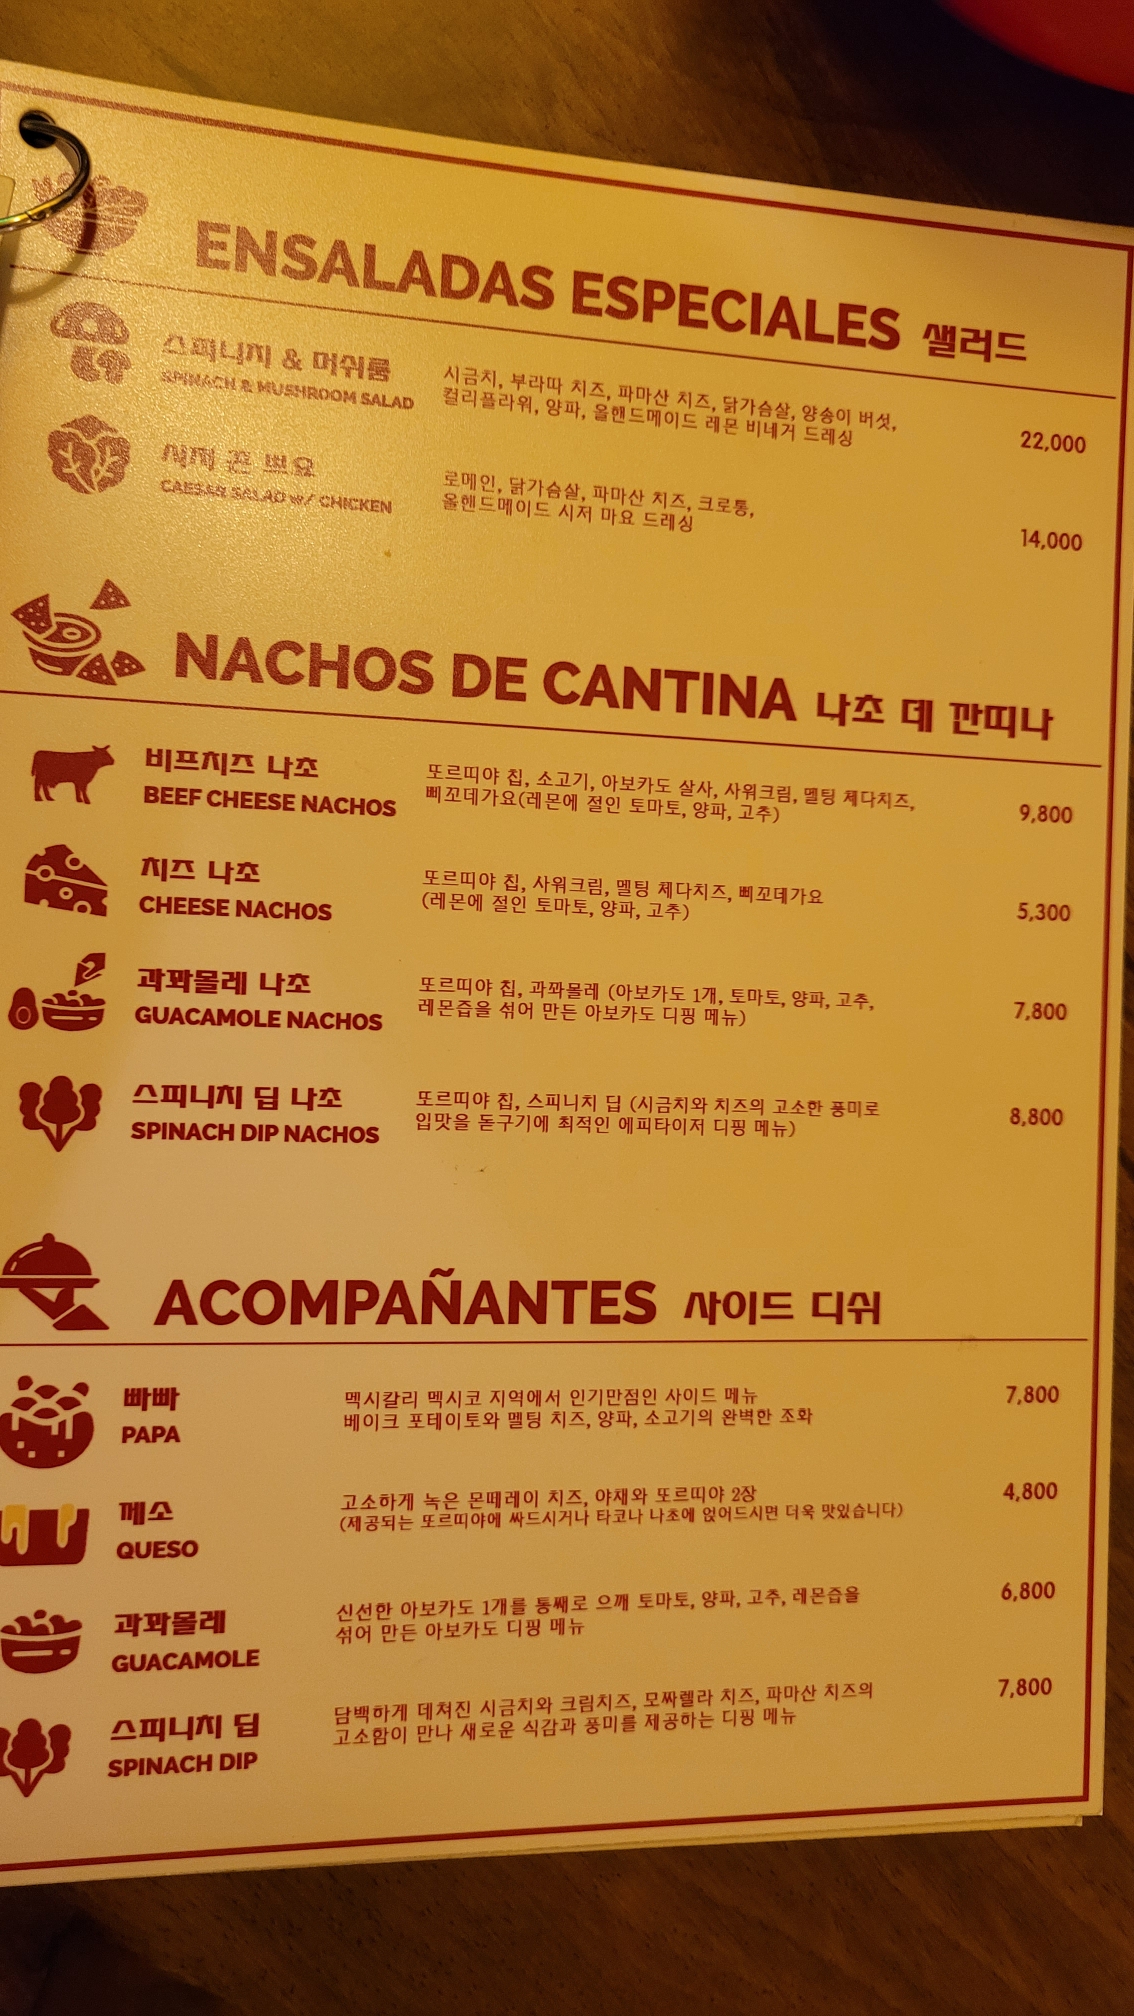 ENSALADAS ESPECIALES 샐러드
스피니치 & 머쉬룸
SPINACH & MUSHROOM SALAD
시금치, 부라따 치즈, 파마산 치즈, 닭가슴살, 양송이 버섯,
컬리플라워, 양파, 올핸드메이드 레몬 비네거 드레싱
22,000
시저 꼰 뽀요
CAESAR SALAD w/ CHICKEN
로메인, 닭가슴살, 파마산 치즈, 크로통,
올핸드메이드 시저 마요 드레싱
14,000
NACHOS DE CANTINA 나초 데 깐띠나
비프치즈 나초
BEEF CHEESE NACHOS
또르띠야 칩, 소고기, 아보카도 살사, 사워크림, 멜팅 체다치즈,
삐꼬데가요(레몬에 절인 토마토, 양파, 고추)
9,800
치즈 나초
CHEESE NACHOS
또르띠야 칩, 사워크림, 멜팅 체다치즈, 삐꼬데가요
(레몬에 절인 토마토, 양파, 고추)
5,300
과꽈몰레 나초
GUACAMOLE NACHOS
또르띠야 칩, 과꽈몰레 (아보카도 1개, 토마토, 양파, 고추,
레몬즙을 섞어 만든 아보카도 디핑 메뉴)
7,800
스피니치 딥 나초
SPINACH DIP NACHOS
또르띠야 칩, 스피니치 딥 (시금치와 치즈의 고소한 풍미로
입맛을 돋구기에 최적인 에피타이저 디핑 메뉴)
8,800
ACOMPAÑANTES 사이드 디쉬
빠빠
PAPA
멕시칼리 멕시코 지역에서 인기만점인 사이드 메뉴
베이크 포테이토와 멜팅 치즈, 양파, 소고기의 완벽한 조화
7,800
께소
QUESO
고소하게 녹은 몬떼레이 치즈, 야채와 또르띠야 2장
(제공되는 또르띠야에 싸드시거나 타코나 나초에 얹어드시면 더욱 맛있습니다)
4,800
과꽈몰레
GUACAMOLE
신선한 아보카도 1개를 통째로 으깨 토마토, 양파, 고추, 레몬즙을
섞어 만든 아보카도 디핑 메뉴
6,800
스피니치 딥
SPINACH DIP
담백하게 데쳐진 시금치와 크림치즈, 모짜렐라 치즈, 파마산 치즈의
고소함이 만나 새로운 식감과 풍미를 제공하는 디핑 메뉴
7,800